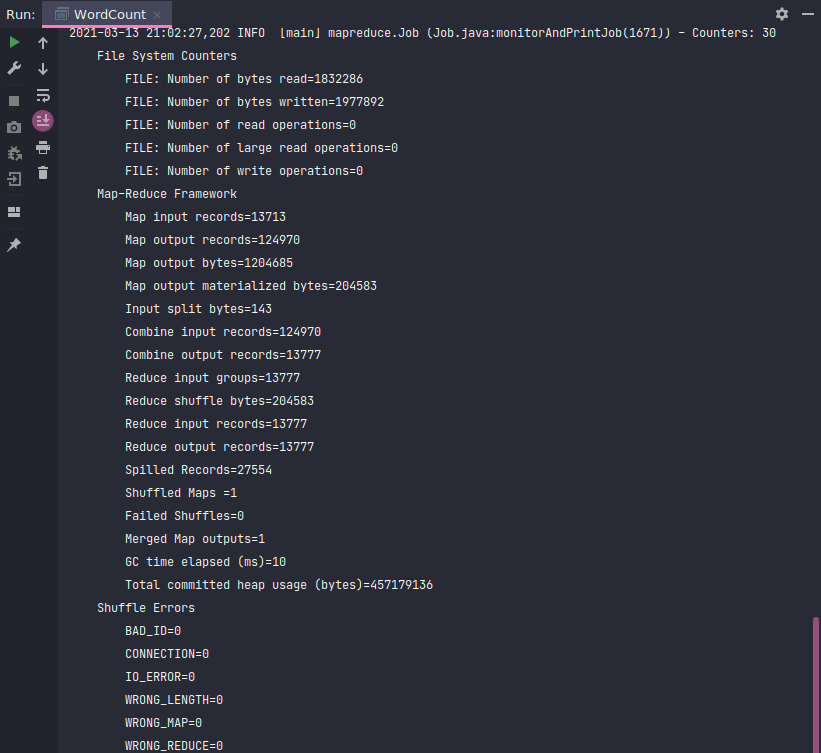 Run: WordCount
2021-03-13 21:02:27,202 INFO  [main] mapreduce.Job (Job.java:monitorAndPrintJob(1671)) - Counters: 30
File System Counters
FILE: Number of bytes read=1832286
FILE: Number of bytes written=1977892
FILE: Number of read operations=0
FILE: Number of large read operations=0
FILE: Number of write operations=0
Map-Reduce Framework
Map input records=13713
Map output records=124970
Map output bytes=1204685
Map output materialized bytes=204583
Input split bytes=143
Combine input records=124970
Combine output records=13777
Reduce input groups=13777
Reduce shuffle bytes=204583
Reduce input records=13777
Reduce output records=13777
Spilled Records=27554
Shuffled Maps =1
Failed Shuffles=0
Merged Map outputs=1
GC time elapsed (ms)=10
Total committed heap usage (bytes)=457179136
Shuffle Errors
BAD_ID=0
CONNECTION=0
IO_ERROR=0
WRONG_LENGTH=0
WRONG_MAP=0
WRONG_REDUCE=0